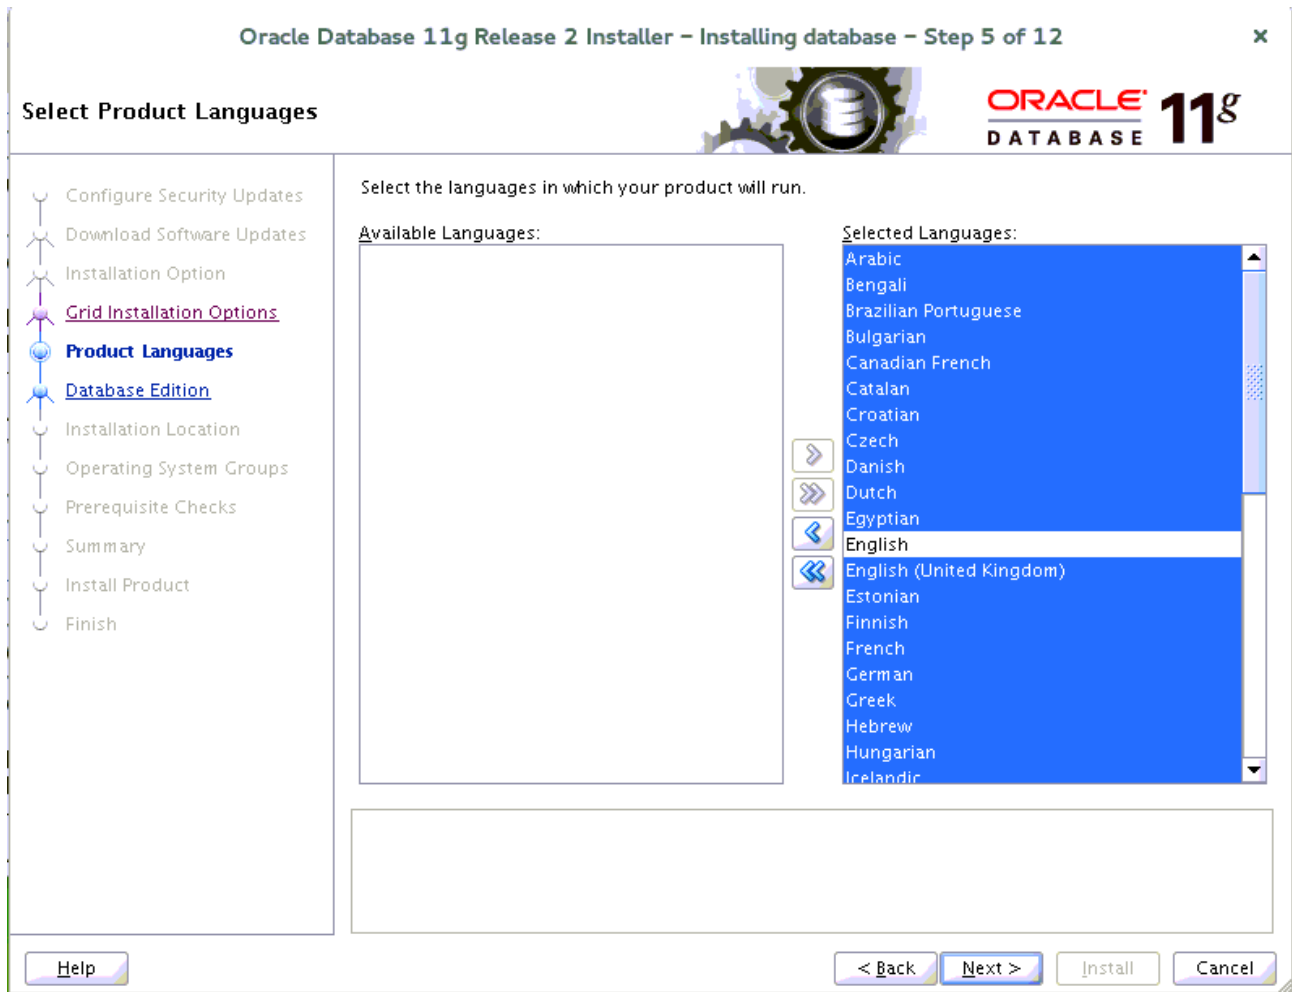 Oracle Database 11g Release 2 Installer – Installing database – Step 5 of 12
Select Product Languages
ORACLE
DATABASE
11g
Configure Security Updates
Download Software Updates
Installation Option
Grid Installation Options
Product Languages
Database Edition
Installation Location
Operating System Groups
Prerequisite Checks
Summary
Install Product
Finish
Select the languages in which your product will run.
Available Languages:
Selected Languages:
Arabic
Bengali
Brazilian Portuguese
Bulgarian
Canadian French
Catalan
Croatian
Czech
Danish
Dutch
Egyptian
English
English (United Kingdom)
Estonian
Finnish
French
German
Greek
Hebrew
Hungarian
Icelandic
Help
< Back
Next >
Install
Cancel